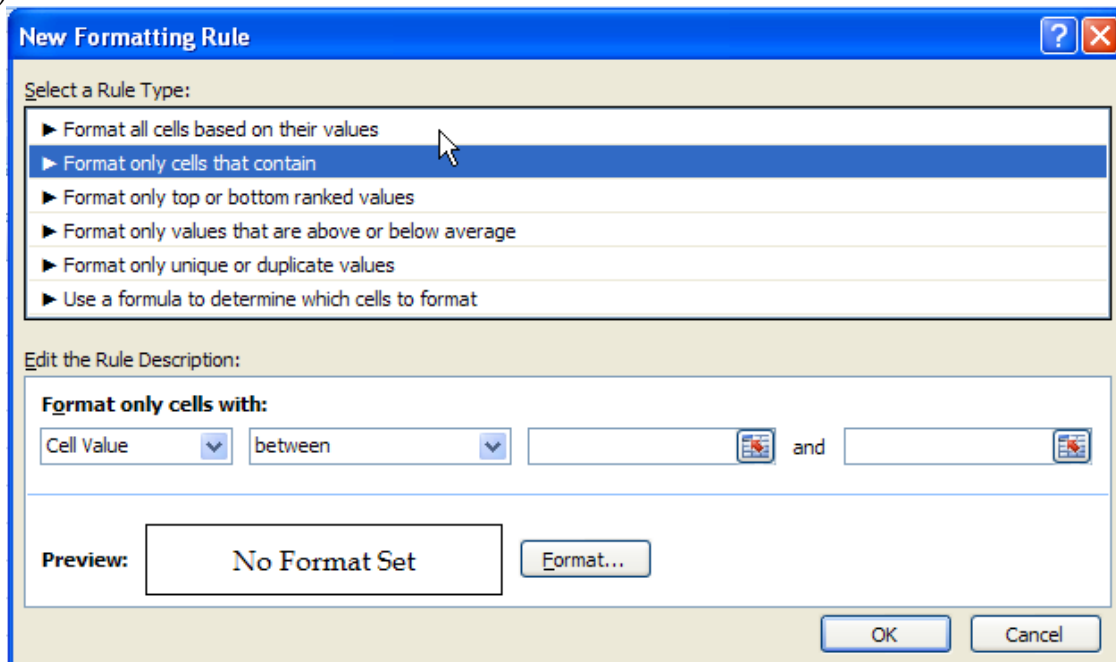 New Formatting Rule
Select a Rule Type:
► Format all cells based on their values
► Format only cells that contain
► Format only top or bottom ranked values
► Format only values that are above or below average
► Format only unique or duplicate values
► Use a formula to determine which cells to format
Edit the Rule Description:
Format only cells with:
Cell Value between and
Preview: No Format Set Format...
OK Cancel